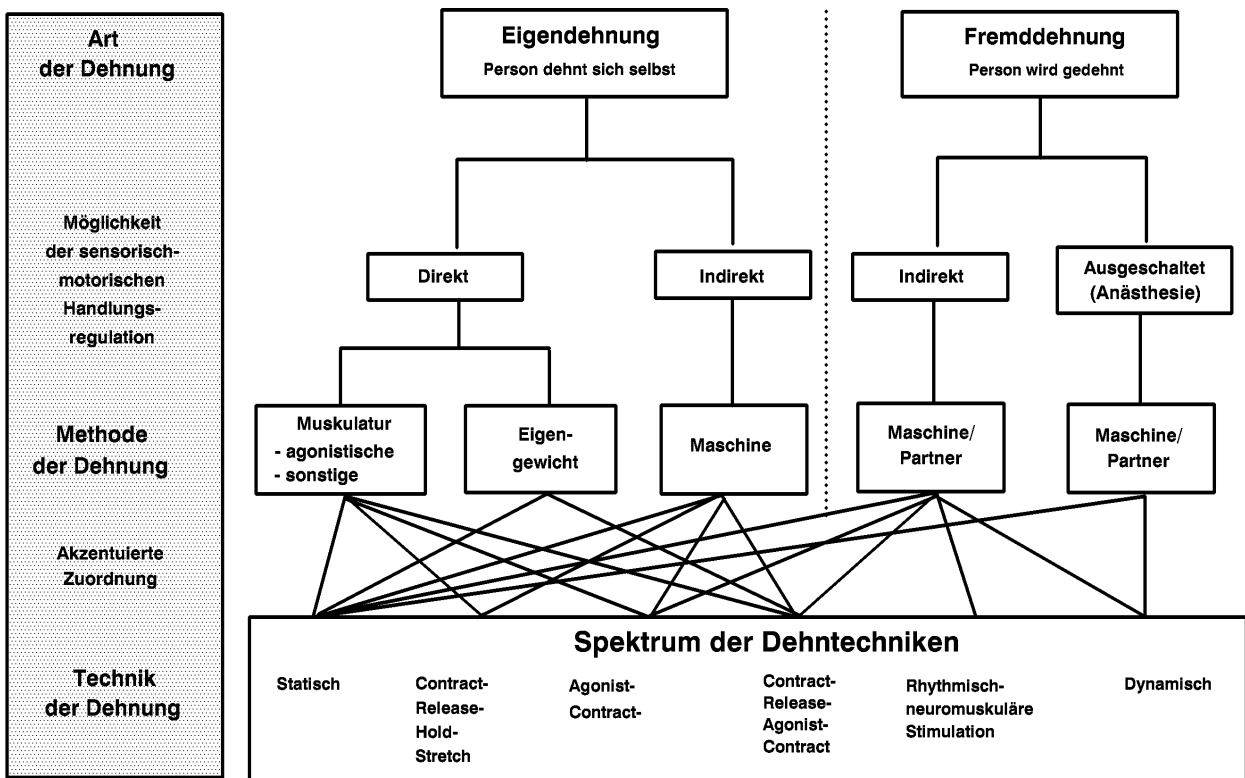 Art
der Dehnung
Eigendehnung
Person dehnt sich selbst
Fremddehnung
Person wird gedehnt
Möglichkeit
der sensorisch-
motorischen
Handlungs-
regulation
Direkt
Indirekt
Indirekt
Ausgeschaltet
(Anästhesie)
Methode
der Dehnung
Muskulatur
- agonistische
- sonstige
Eigen-
gewicht
Maschine
Maschine/
Partner
Maschine/
Partner
Akzentuierte
Zuordnung
Spektrum der Dehntechniken
Technik
der Dehnung
Statisch
Contract-
Release-
Hold-
Stretch
Agonist-
Contract-
Contract-
Release-
Agonist-
Contract
Rhythmisch-
neuromuskuläre
Stimulation
Dynamisch